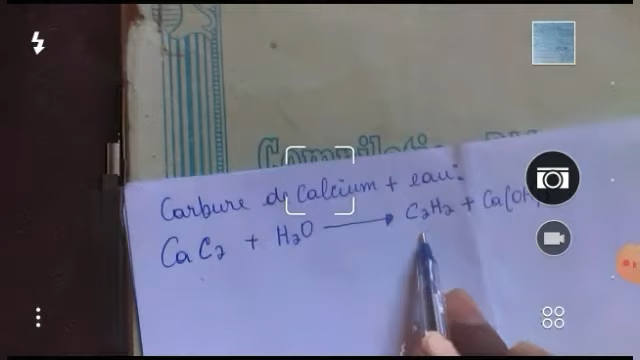 Carbure de Calcium + eau:
CaC₂ + H₂O ⟶ C₂H₂ + Ca(OH)